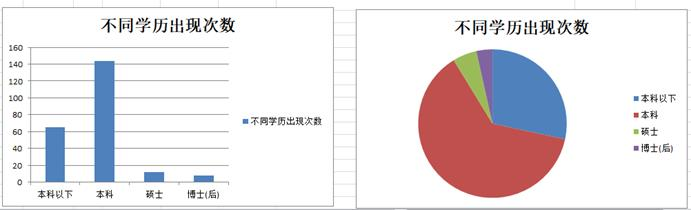 不同学历出现次数
160
140
120
100
80
60
40
20
0
本科以下 本科 硕士 博士(后)
不同学历出现次数
不同学历出现次数
本科以下
本科
硕士
博士(后)